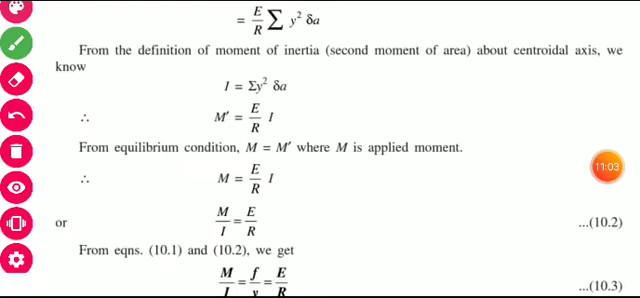 = E/R ∑ y² δa
From the definition of moment of inertia (second moment of area) about centroidal axis, we
know
I = Σy² δa
∴ M′ = E/R I
From equilibrium condition, M = M′ where M is applied moment.
11:03
∴ M = E/R I
or M/I = E/R ...(10.2)
From eqns. (10.1) and (10.2), we get
M/I = f/y = E/R ...(10.3)